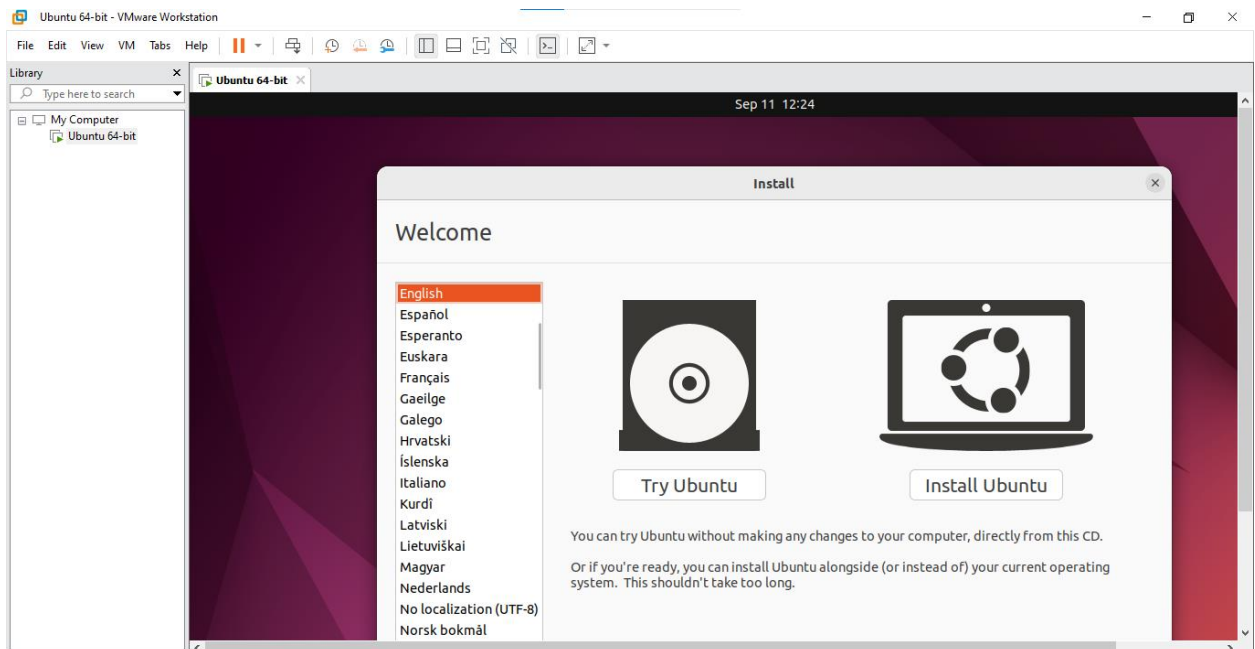 Ubuntu 64-bit - VMware Workstation
File Edit View VM Tabs Help
Library
Type here to search
My Computer
Ubuntu 64-bit
Ubuntu 64-bit
Sep 11 12:24
Install
Welcome
English
Español
Esperanto
Euskara
Français
Gaeilge
Galego
Hrvatski
Íslenska
Italiano
Kurdî
Latviski
Lietuviškai
Magyar
Nederlands
No localization (UTF-8)
Norsk bokmål
Try Ubuntu
Install Ubuntu
You can try Ubuntu without making any changes to your computer, directly from this CD.
Or if you're ready, you can install Ubuntu alongside (or instead of) your current operating
system. This shouldn't take too long.